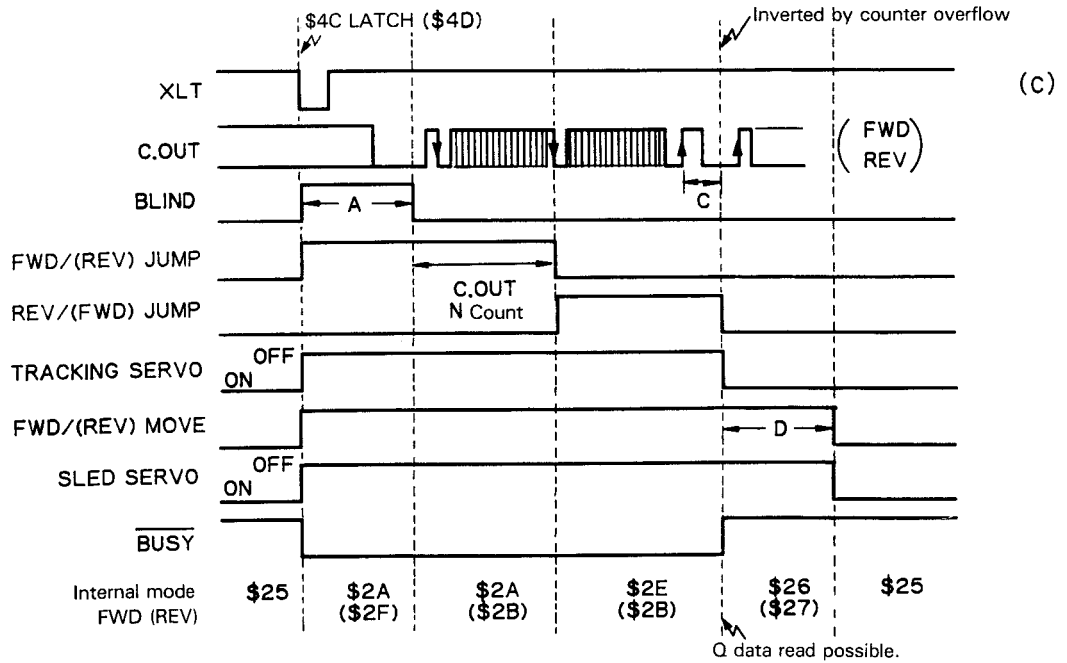 $4C LATCH ($4D)
Inverted by counter overflow
(C)
XLT
C.OUT
( FWD
REV )
BLIND
A
C
FWD/(REV) JUMP
C.OUT
N Count
REV/(FWD) JUMP
OFF
TRACKING SERVO
ON
FWD/(REV) MOVE
D
OFF
SLED SERVO
ON
BUSY
Internal mode
FWD (REV)
$25
$2A
($2F)
$2A
($2B)
$2E
($2B)
$26
($27)
$25
Q data read possible.